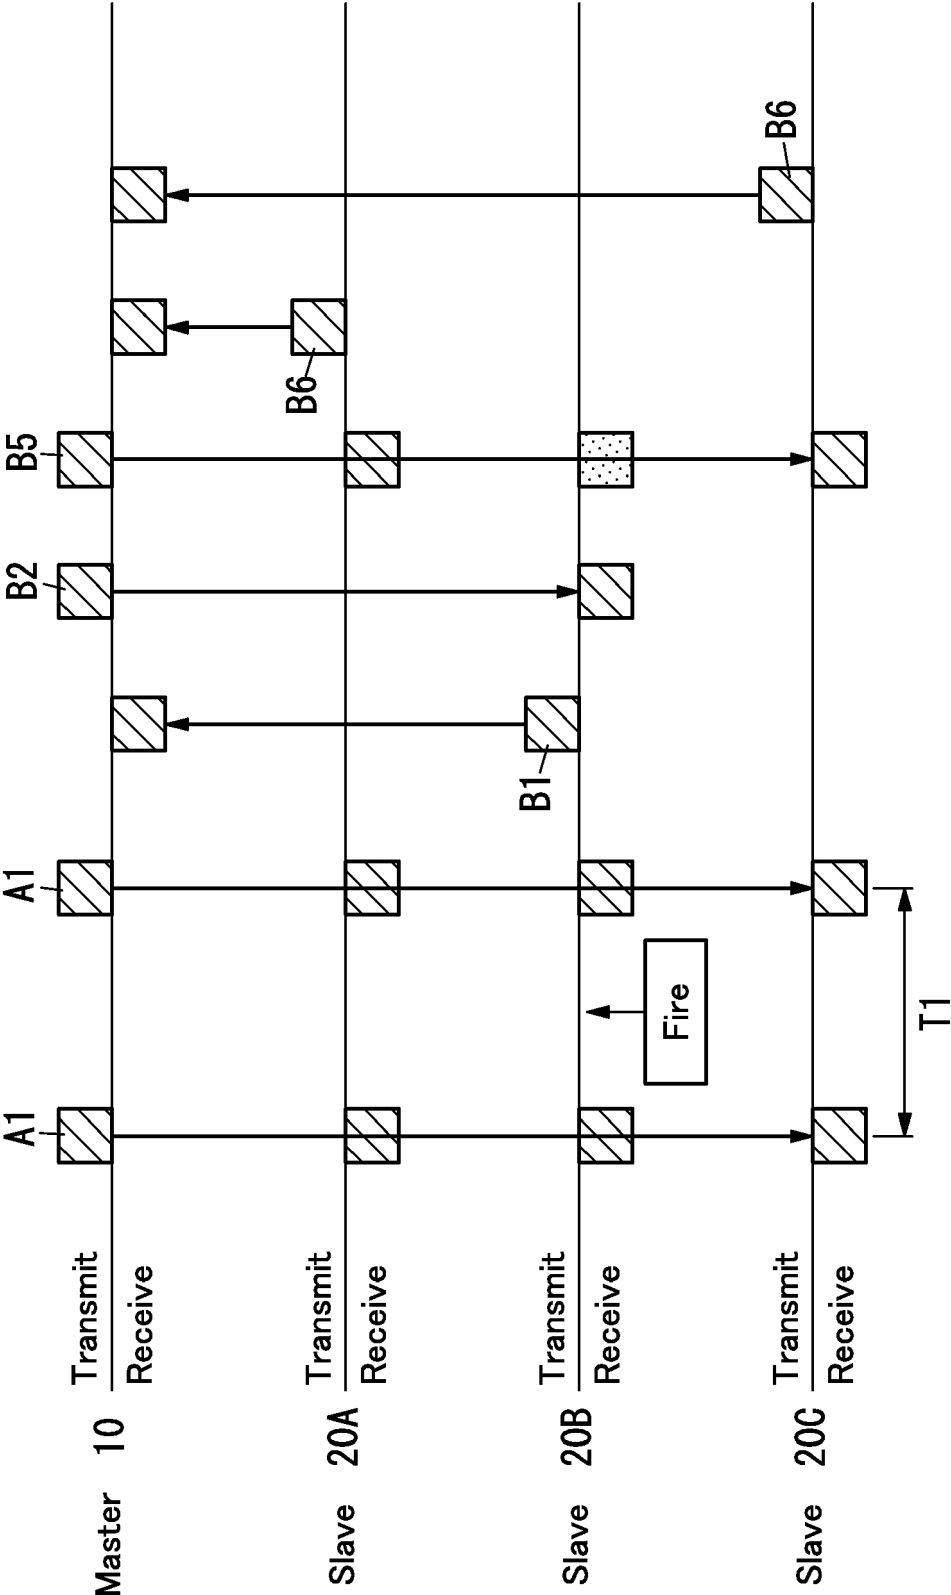 A1
A1
B2
B5
Master 10
Transmit
Receive
B6
Slave 20A
Transmit
Receive
B1
Slave 20B
Transmit
Receive
Fire
B6
Slave 20C
Transmit
Receive
T1